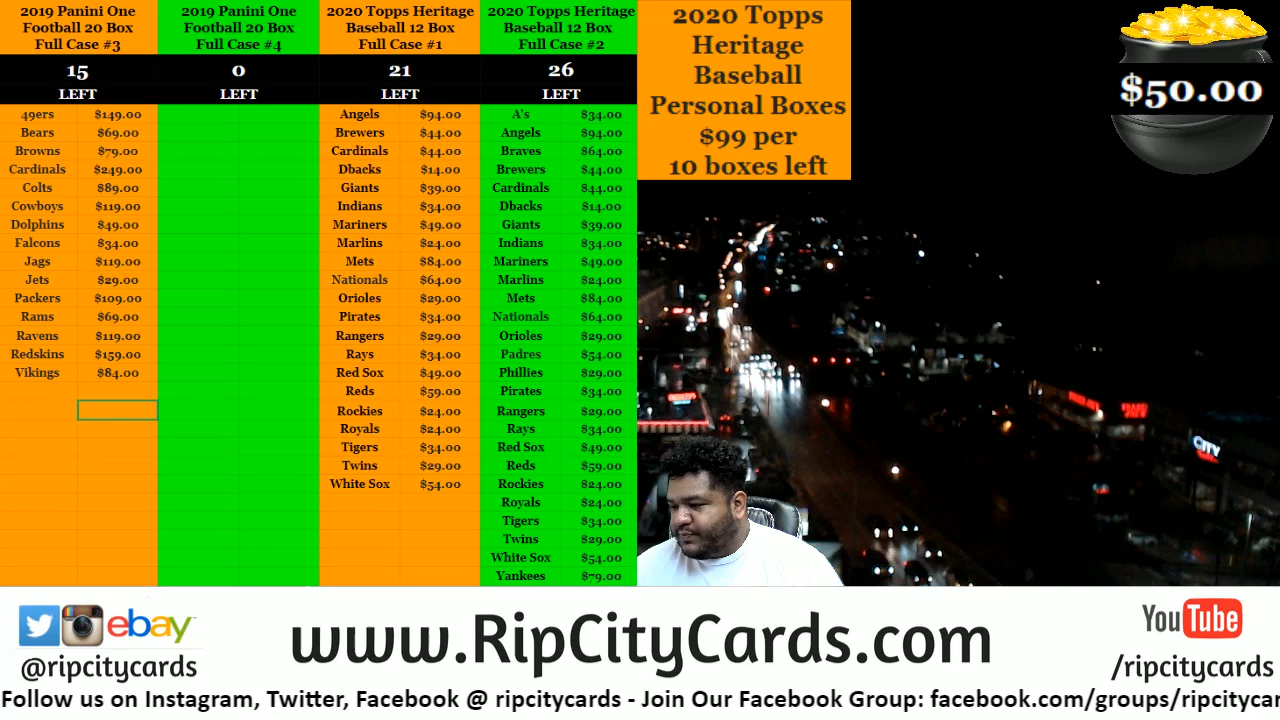 2019 Panini One
Football 20 Box
Full Case #3
15
LEFT
49ers $149.00
Bears $69.00
Browns $79.00
Cardinals $249.00
Colts $89.00
Cowboys $119.00
Dolphins $49.00
Falcons $34.00
Jags $119.00
Jets $29.00
Packers $109.00
Rams $69.00
Ravens $119.00
Redskins $159.00
Vikings $84.00
2019 Panini One
Football 20 Box
Full Case #4
0
LEFT
2020 Topps Heritage
Baseball 12 Box
Full Case #1
21
LEFT
Angels $94.00
Brewers $44.00
Cardinals $44.00
Dbacks $14.00
Giants $39.00
Indians $34.00
Mariners $49.00
Marlins $24.00
Mets $84.00
Nationals $64.00
Orioles $29.00
Pirates $34.00
Rangers $29.00
Rays $34.00
Red Sox $49.00
Reds $59.00
Rockies $24.00
Royals $24.00
Tigers $34.00
Twins $29.00
White Sox $54.00
2020 Topps Heritage
Baseball 12 Box
Full Case #2
26
LEFT
A's $34.00
Angels $94.00
Braves $64.00
Brewers $44.00
Cardinals $44.00
Dbacks $14.00
Giants $39.00
Indians $34.00
Mariners $49.00
Marlins $24.00
Mets $84.00
Nationals $64.00
Orioles $29.00
Padres $54.00
Phillies $29.00
Pirates $34.00
Rangers $29.00
Rays $34.00
Red Sox $49.00
Reds $59.00
Rockies $24.00
Royals $24.00
Tigers $34.00
Twins $29.00
White Sox $54.00
Yankees $79.00
2020 Topps
Heritage
Baseball
Personal Boxes
$99 per
10 boxes left
$50.00
CITY
ebay
@ripcitycards
www.RipCityCards.com
YouTube
/ripcitycards
Follow us on Instagram, Twitter, Facebook @ ripcitycards - Join Our Facebook Group: facebook.com/groups/ripcitycar